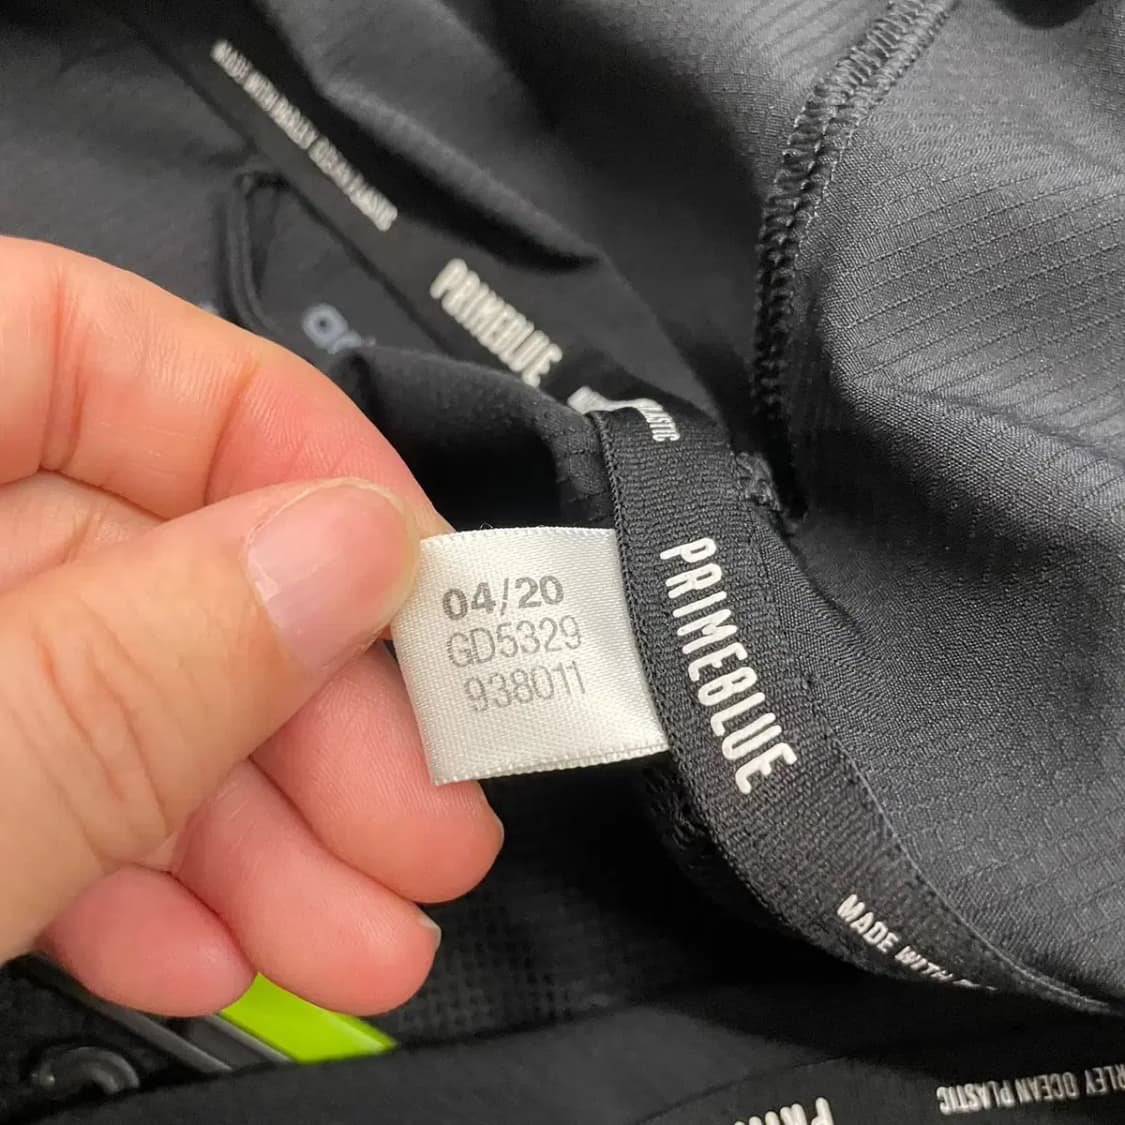 MADE WITH PARLEY OCEAN PLASTIC
PRIMEBLUE
PLASTIC
04/20
GD5329
938011
PRIMEBLUE
MADE WITH
RLEY OCEAN PLASTIC